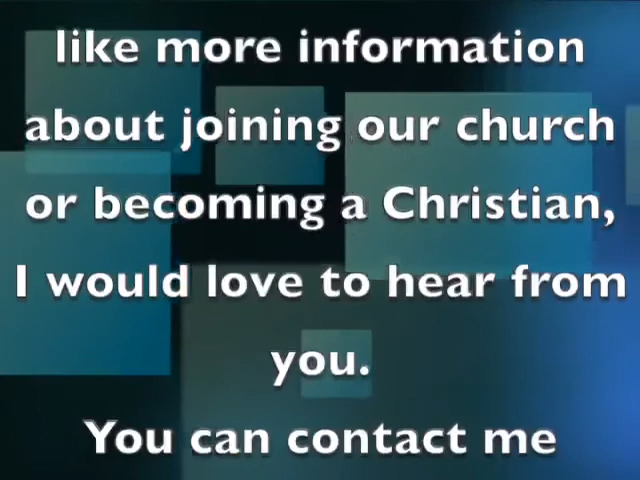 like more information
about joining our church
or becoming a Christian,
I would love to hear from
you.
You can contact me